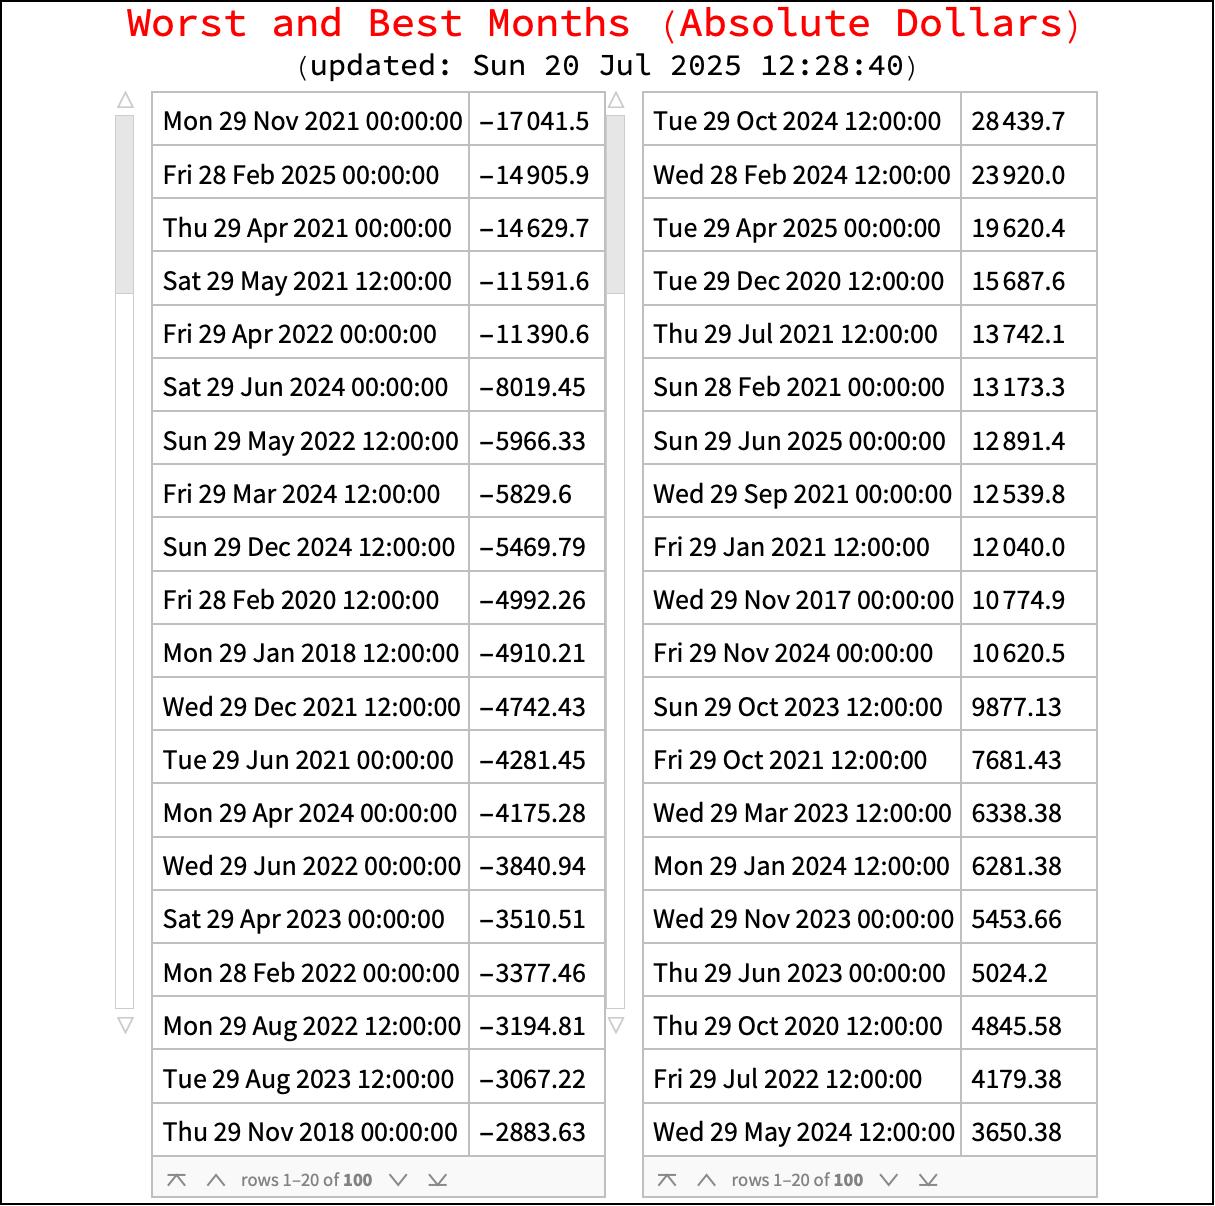 Worst and Best Months (Absolute Dollars)
(updated: Sun 20 Jul 2025 12:28:40)
Mon 29 Nov 2021 00:00:00 −17041.5 Tue 29 Oct 2024 12:00:00 28439.7
Fri 28 Feb 2025 00:00:00 −14905.9 Wed 28 Feb 2024 12:00:00 23920.0
Thu 29 Apr 2021 00:00:00 −14629.7 Tue 29 Apr 2025 00:00:00 19620.4
Sat 29 May 2021 12:00:00 −11591.6 Tue 29 Dec 2020 12:00:00 15687.6
Fri 29 Apr 2022 00:00:00 −11390.6 Thu 29 Jul 2021 12:00:00 13742.1
Sat 29 Jun 2024 00:00:00 −8019.45 Sun 28 Feb 2021 00:00:00 13173.3
Sun 29 May 2022 12:00:00 −5966.33 Sun 29 Jun 2025 00:00:00 12891.4
Fri 29 Mar 2024 12:00:00 −5829.6 Wed 29 Sep 2021 00:00:00 12539.8
Sun 29 Dec 2024 12:00:00 −5469.79 Fri 29 Jan 2021 12:00:00 12040.0
Fri 28 Feb 2020 12:00:00 −4992.26 Wed 29 Nov 2017 00:00:00 10774.9
Mon 29 Jan 2018 12:00:00 −4910.21 Fri 29 Nov 2024 00:00:00 10620.5
Wed 29 Dec 2021 12:00:00 −4742.43 Sun 29 Oct 2023 12:00:00 9877.13
Tue 29 Jun 2021 00:00:00 −4281.45 Fri 29 Oct 2021 12:00:00 7681.43
Mon 29 Apr 2024 00:00:00 −4175.28 Wed 29 Mar 2023 12:00:00 6338.38
Wed 29 Jun 2022 00:00:00 −3840.94 Mon 29 Jan 2024 12:00:00 6281.38
Sat 29 Apr 2023 00:00:00 −3510.51 Wed 29 Nov 2023 00:00:00 5453.66
Mon 28 Feb 2022 00:00:00 −3377.46 Thu 29 Jun 2023 00:00:00 5024.2
Mon 29 Aug 2022 12:00:00 −3194.81 Thu 29 Oct 2020 12:00:00 4845.58
Tue 29 Aug 2023 12:00:00 −3067.22 Fri 29 Jul 2022 12:00:00 4179.38
Thu 29 Nov 2018 00:00:00 −2883.63 Wed 29 May 2024 12:00:00 3650.38
rows 1–20 of 100 rows 1–20 of 100